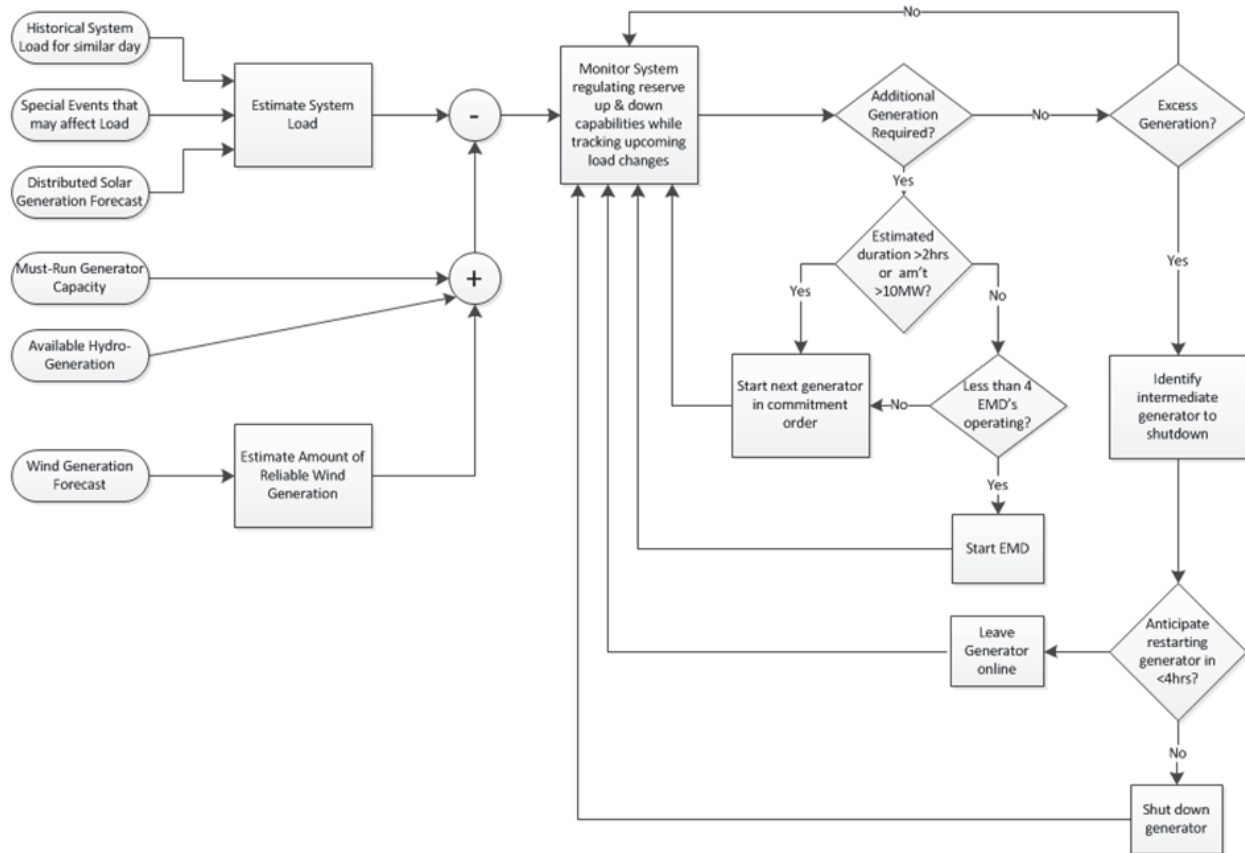 Historical System
Load for similar day
Special Events that
may affect Load
Distributed Solar
Generation Forecast
Estimate System
Load
Must-Run Generator
Capacity
Available Hydro-
Generation
Wind Generation
Forecast
Estimate Amount of
Reliable Wind
Generation
-
+
Monitor System
regulating reserve
up & down
capabilities while
tracking upcoming
load changes
Additional
Generation
Required?
No
Excess
Generation?
No
Yes
Estimated
duration >2hrs
or am't
>10MW?
Yes
No
Start next generator
in commitment
order
Less than 4
EMD's
operating?
No
Yes
Start EMD
Yes
Identify
intermediate
generator to
shutdown
Anticipate
restarting
generator in
<4hrs?
Leave
Generator
online
No
Shut down
generator